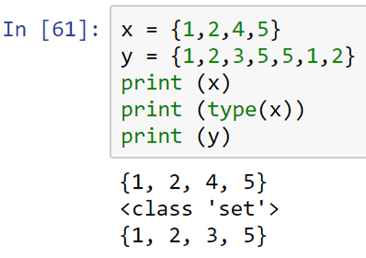 In [61]: x = {1,2,4,5}
y = {1,2,3,5,5,1,2}
print (x)
print (type(x))
print (y)
{1, 2, 4, 5}
<class 'set'>
{1, 2, 3, 5}